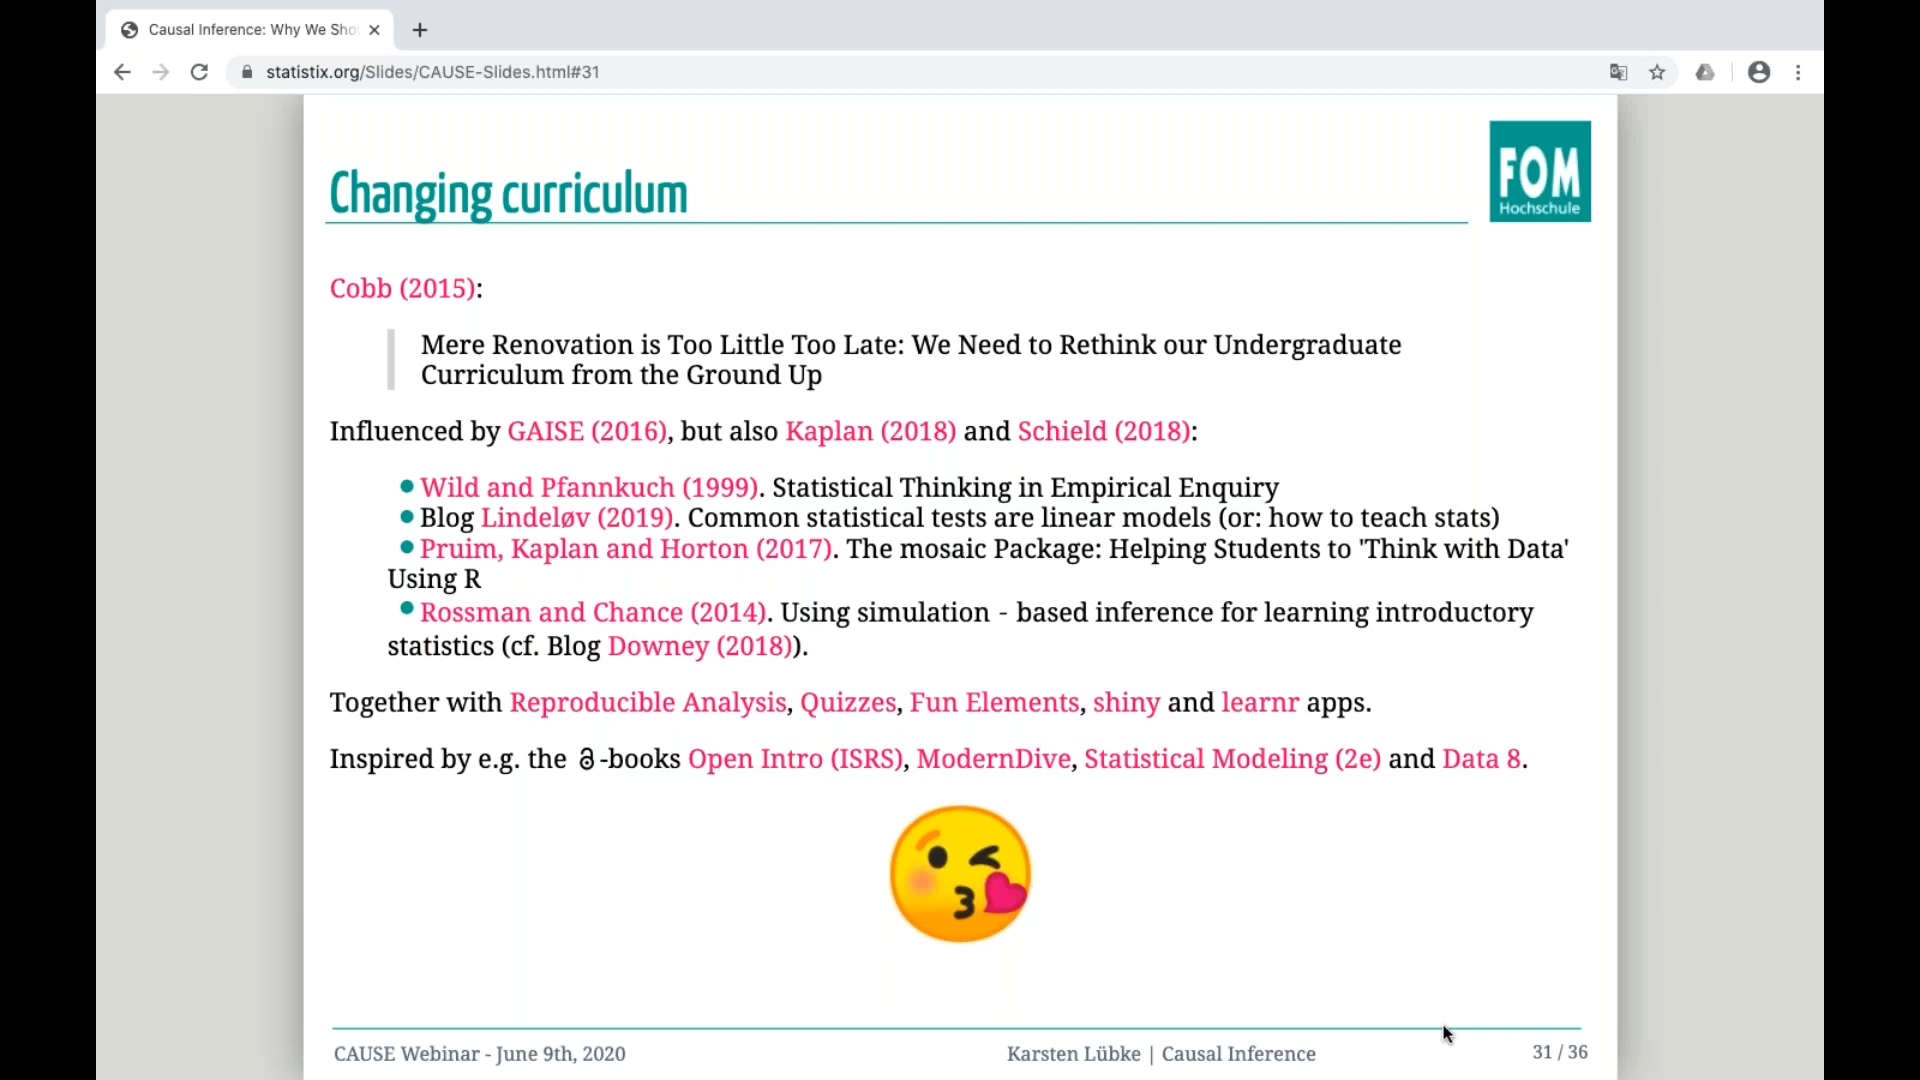 Causal Inference: Why We Sho
statistix.org/Slides/CAUSE-Slides.html#31
FOM
Hochschule
Changing curriculum
Cobb (2015):
Mere Renovation is Too Little Too Late: We Need to Rethink our Undergraduate
Curriculum from the Ground Up
Influenced by GAISE (2016), but also Kaplan (2018) and Schield (2018):
Wild and Pfannkuch (1999). Statistical Thinking in Empirical Enquiry
Blog Lindeløv (2019). Common statistical tests are linear models (or: how to teach stats)
Pruim, Kaplan and Horton (2017). The mosaic Package: Helping Students to 'Think with Data'
Using R
Rossman and Chance (2014). Using simulation - based inference for learning introductory
statistics (cf. Blog Downey (2018)).
Together with Reproducible Analysis, Quizzes, Fun Elements, shiny and learnr apps.
Inspired by e.g. the -books Open Intro (ISRS), ModernDive, Statistical Modeling (2e) and Data 8.
CAUSE Webinar - June 9th, 2020
Karsten Lübke | Causal Inference
31 / 36